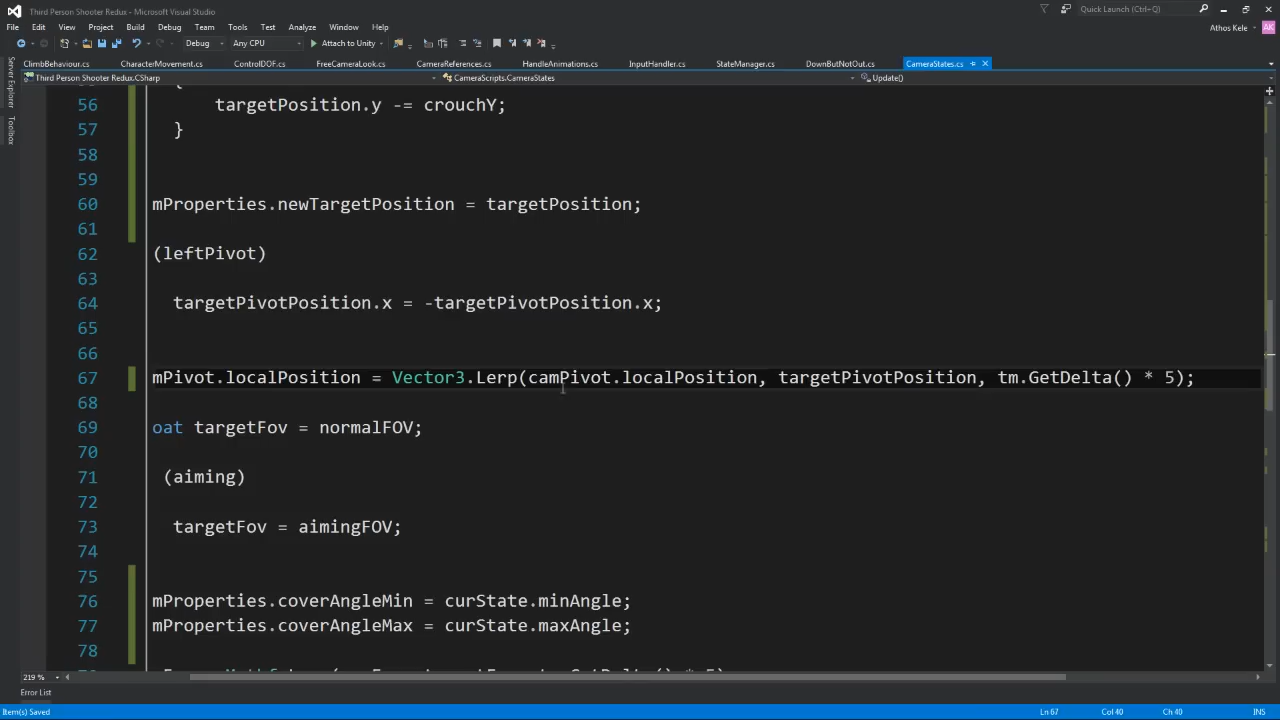 Third Person Shooter Redux - Microsoft Visual Studio
Quick Launch (Ctrl+Q)
File Edit View Project Build Debug Team Tools Test Analyze Window Help
Athos Kele AK
Debug Any CPU Attach to Unity
ClimbBehaviour.cs CharacterMovement.cs ControlDOF.cs FreeCameraLook.cs CameraReferences.cs HandleAnimations.cs InputHandler.cs StateManager.cs DownButNotOut.cs CameraStates.cs
Third Person Shooter Redux.CSharp CameraScripts.CameraStates Update()
Server Explorer
Toolbox
56 targetPosition.y -= crouchY;
57 }
58
59
60 mProperties.newTargetPosition = targetPosition;
61
62 (leftPivot)
63
64 targetPivotPosition.x = -targetPivotPosition.x;
65
66
67 mPivot.localPosition = Vector3.Lerp(camPivot.localPosition, targetPivotPosition, tm.GetDelta() * 5);
68
69 oat targetFov = normalFOV;
70
71 (aiming)
72
73 targetFov = aimingFOV;
74
75
76 mProperties.coverAngleMin = curState.minAngle;
77 mProperties.coverAngleMax = curState.maxAngle;
78
219 %
Error List
Item(s) Saved Ln 67 Col 40 Ch 40 INS